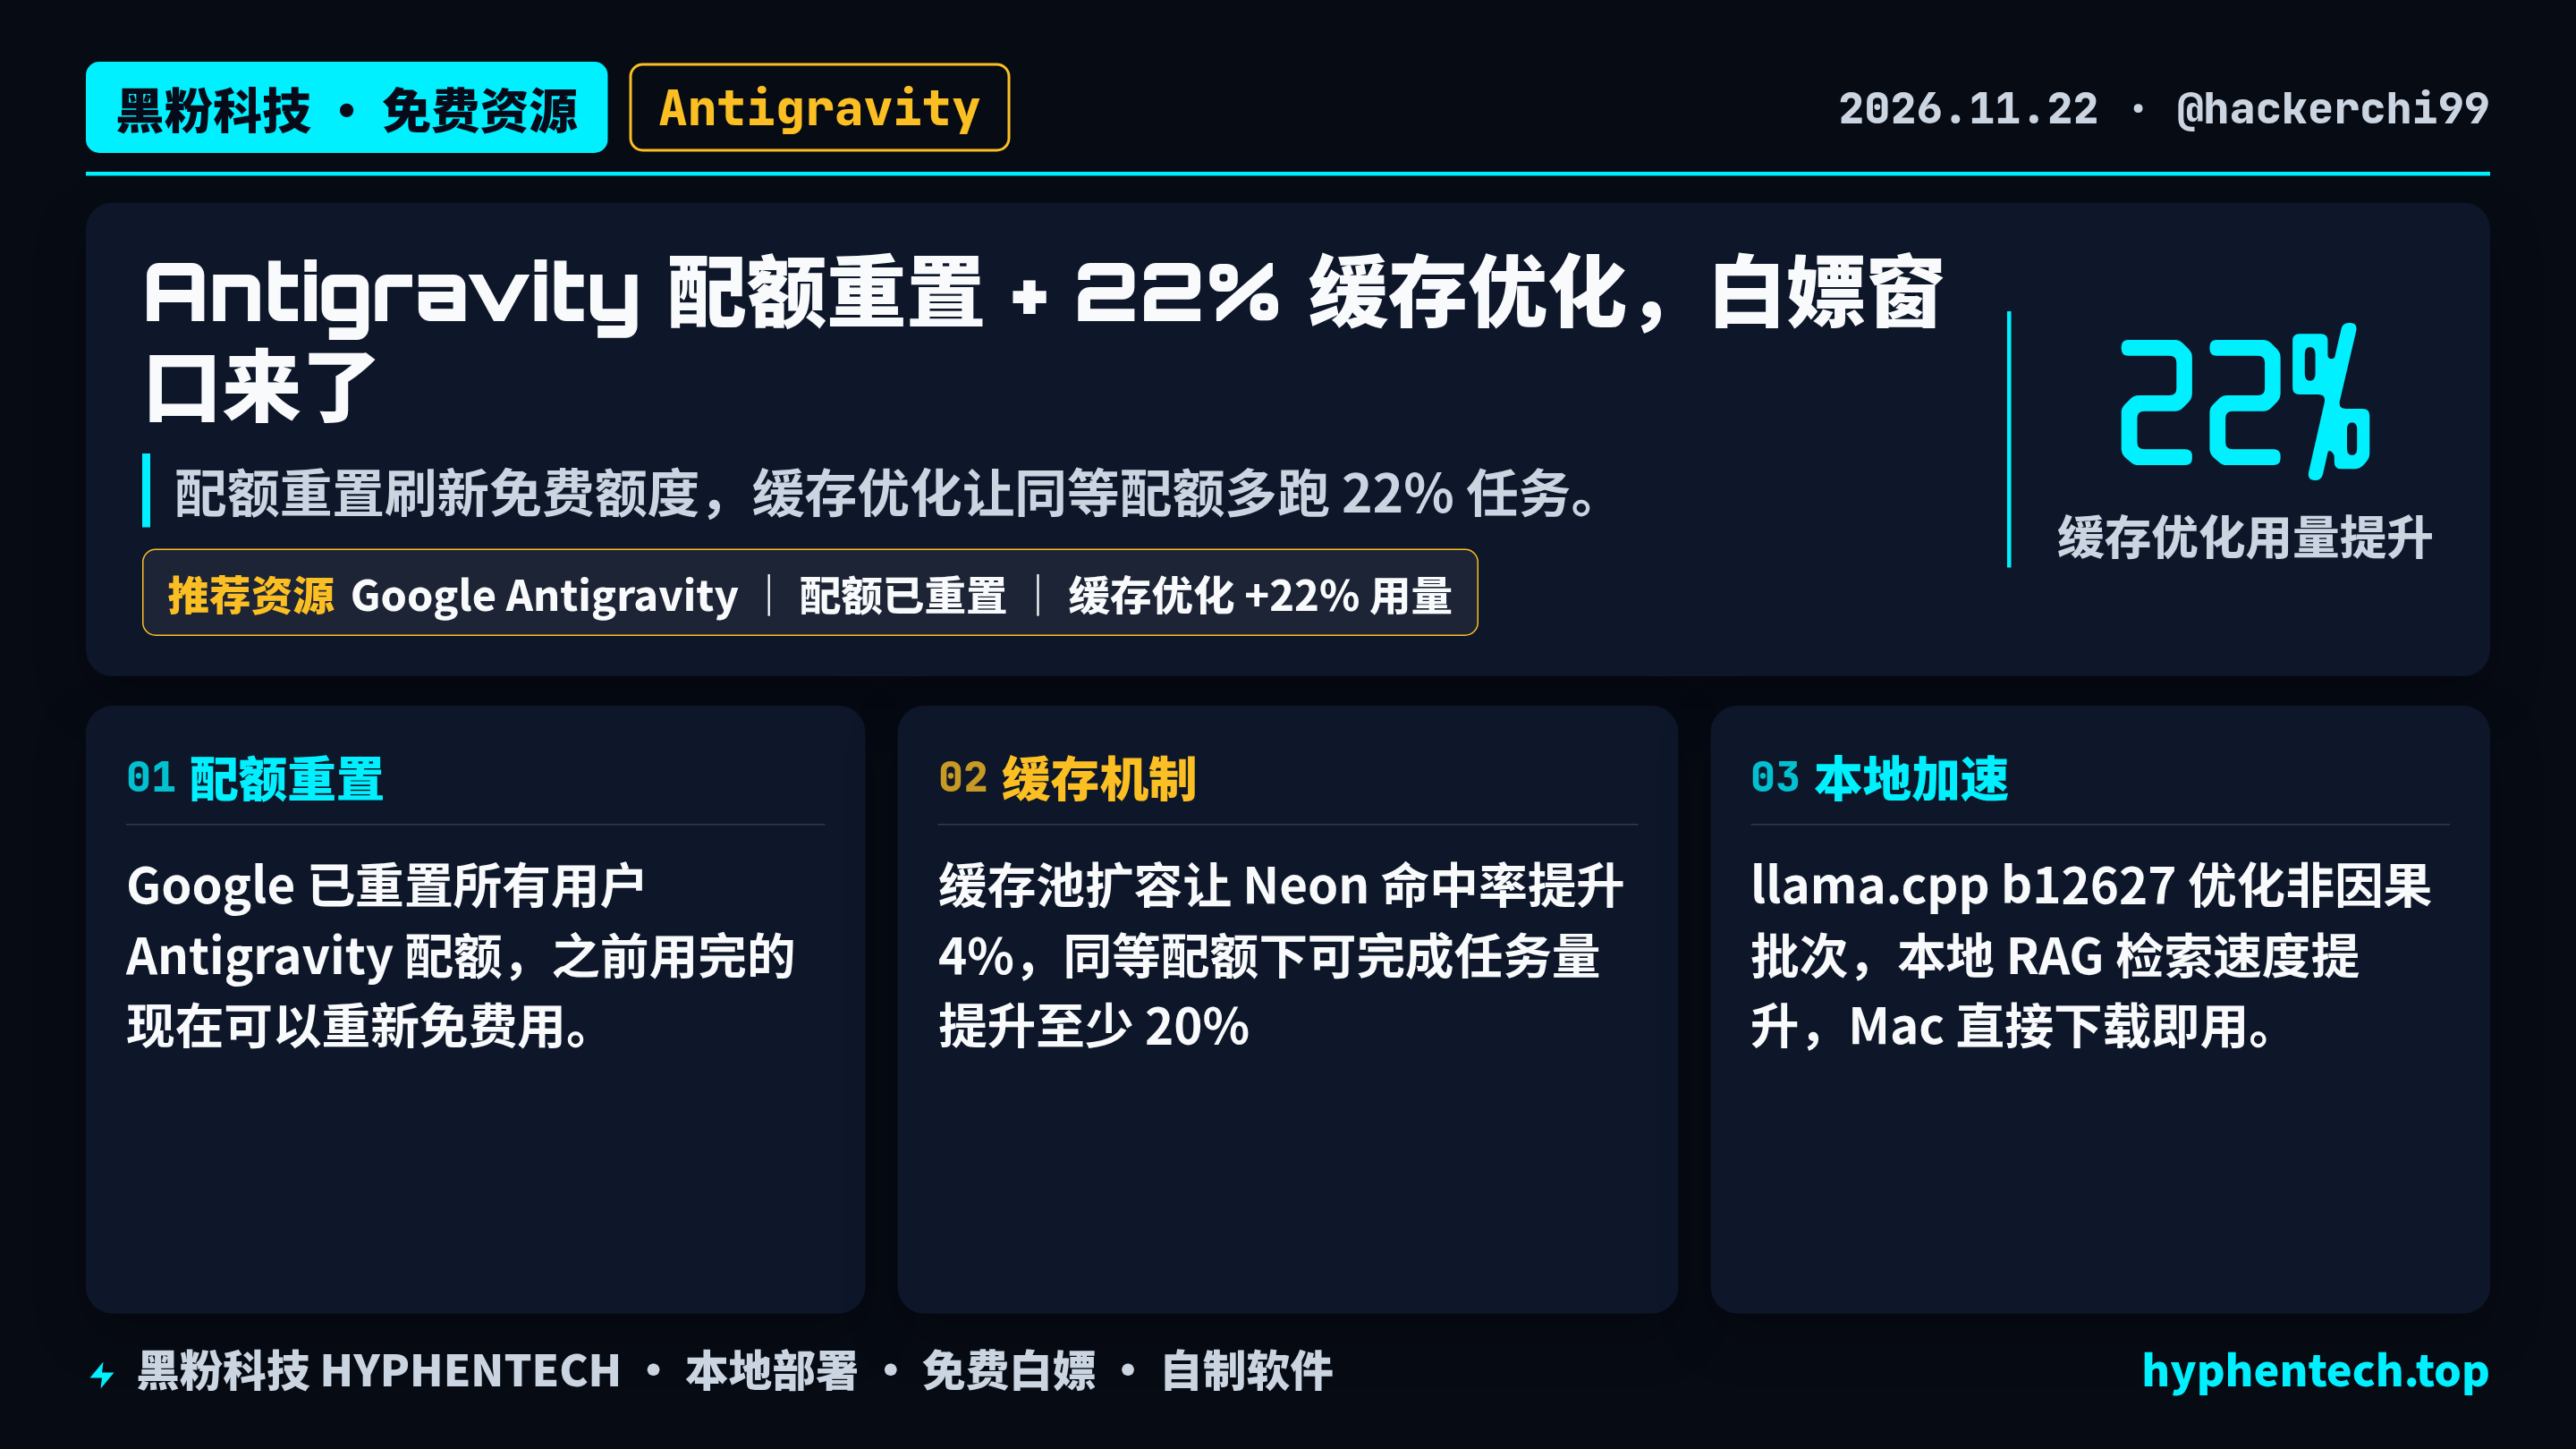 黑粉科技 · 免费资源
Antigravity
2026.11.22 · @hackerchi99
Antigravity 配额重置 + 22% 缓存优化，白嫖窗
口来了
配额重置刷新免费额度，缓存优化让同等配额多跑 22% 任务。
推荐资源 Google Antigravity ｜ 配额已重置 ｜ 缓存优化 +22% 用量
22%
缓存优化用量提升
01 配额重置
Google 已重置所有用户
Antigravity 配额，之前用完的
现在可以重新免费用。
02 缓存机制
缓存池扩容让 Neon 命中率提升
4%，同等配额下可完成任务量
提升至少 20%
03 本地加速
llama.cpp b12627 优化非因果
批次，本地 RAG 检索速度提
升，Mac 直接下载即用。
黑粉科技 HYPHENTECH · 本地部署 · 免费白嫖 · 自制软件
hyphentech.top